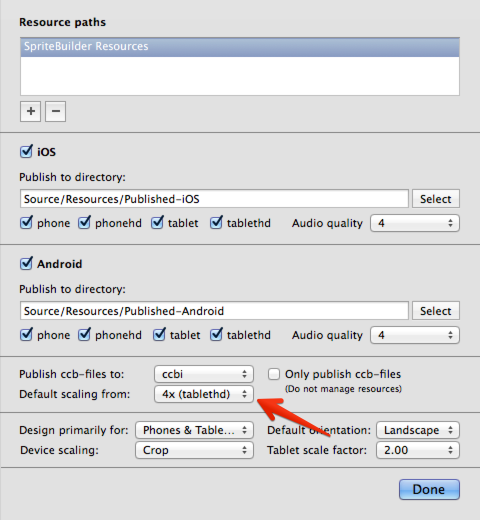 Resource paths
SpriteBuilder Resources
+ −
iOS
Publish to directory:
Source/Resources/Published-iOS Select
phone phonehd tablet tablethd Audio quality 4
Android
Publish to directory:
Source/Resources/Published-Android Select
phone phonehd tablet tablethd Audio quality 4
Publish ccb-files to: ccbi Only publish ccb-files
(Do not manage resources)
Default scaling from: 4x (tablethd)
Design primarily for: Phones & Table... Default orientation: Landscape
Device scaling: Crop Tablet scale factor: 2.00
Done